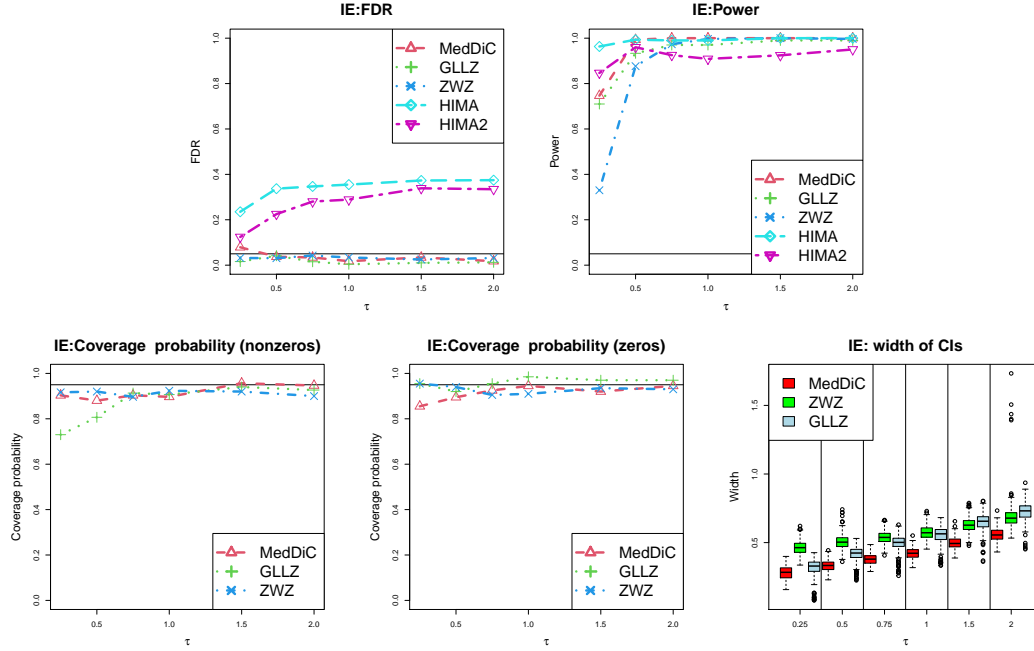 IE:FDR
MedDiC
GLLZ
ZWZ
HIMA
HIMA2
FDR
0.0 0.2 0.4 0.6 0.8 1.0
0.5 1.0 1.5 2.0
τ
IE:Power
MedDiC
GLLZ
ZWZ
HIMA
HIMA2
Power
0.0 0.2 0.4 0.6 0.8 1.0
0.5 1.0 1.5 2.0
τ
IE:Coverage probability (nonzeros)
MedDiC
GLLZ
ZWZ
Coverage probability
0.0 0.2 0.4 0.6 0.8 1.0
0.5 1.0 1.5 2.0
τ
IE:Coverage probability (zeros)
MedDiC
GLLZ
ZWZ
Coverage probability
0.0 0.2 0.4 0.6 0.8 1.0
0.5 1.0 1.5 2.0
τ
IE: width of CIs
MedDiC
ZWZ
GLLZ
Width
0.5 1.0 1.5
0.25 0.5 0.75 1 1.5 2
τ